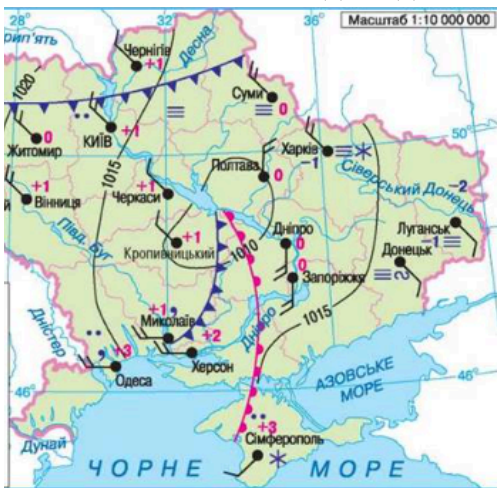 28°
32°
36°
Масштаб 1:10 000 000
рип'ять
Чернігів
+1
Десна
1020
Суми
0
КИЇВ
+1
Житомир
0
1015
Полтава
0
Харків
-1
50°
Сіверський Донець
-2
+1
Вінниця
Черкаси
+1
Півд. Буг
+1
Кропивницький
1010
Дніпро
0
0
Запоріжжя
Луганськ
-1
Донецьк
1015
Дністер
+1
Миколаїв
+2
Херсон
Дніпро
+3
Одеса
46°
АЗОВСЬКЕ
МОРЕ
46°
Дунай
+3
Сімферополь
ЧОРНЕ МОРЕ